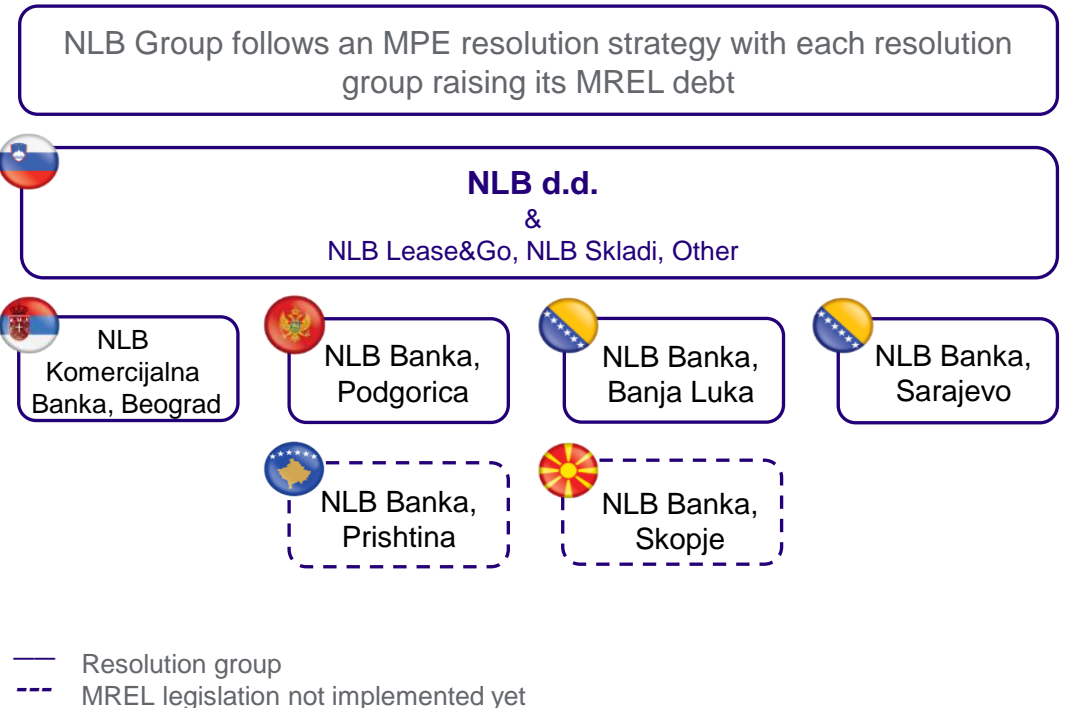 NLB Group follows an MPE resolution strategy with each resolution
group raising its MREL debt
NLB d.d.
&
NLB Lease&Go, NLB Skladi, Other
NLB
Komercijalna
Banka, Beograd
NLB Banka,
Podgorica
NLB Banka,
Banja Luka
NLB Banka,
Sarajevo
NLB Banka,
Prishtina
NLB Banka,
Skopje
Resolution group
MREL legislation not implemented yet